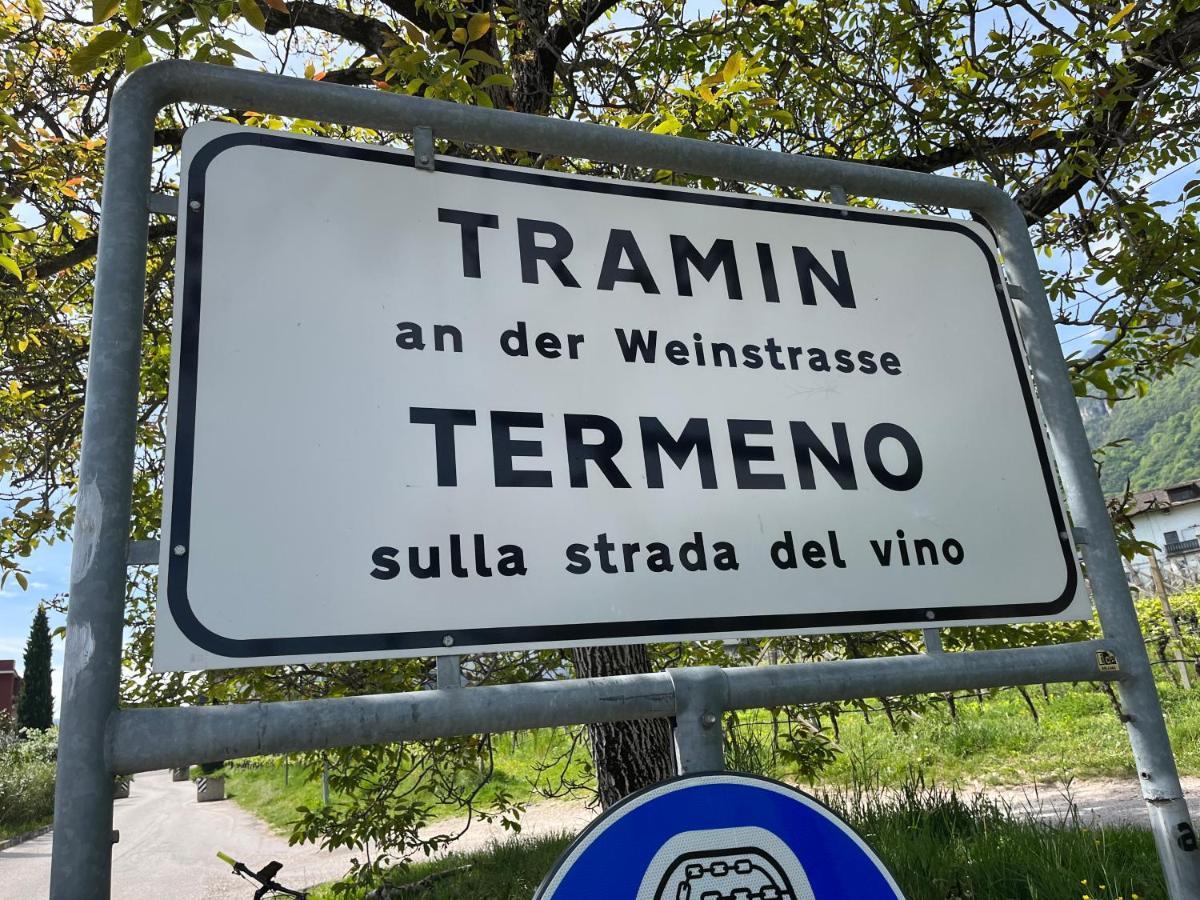 TRAMIN
an der Weinstrasse
TERMENO
sulla strada del vino